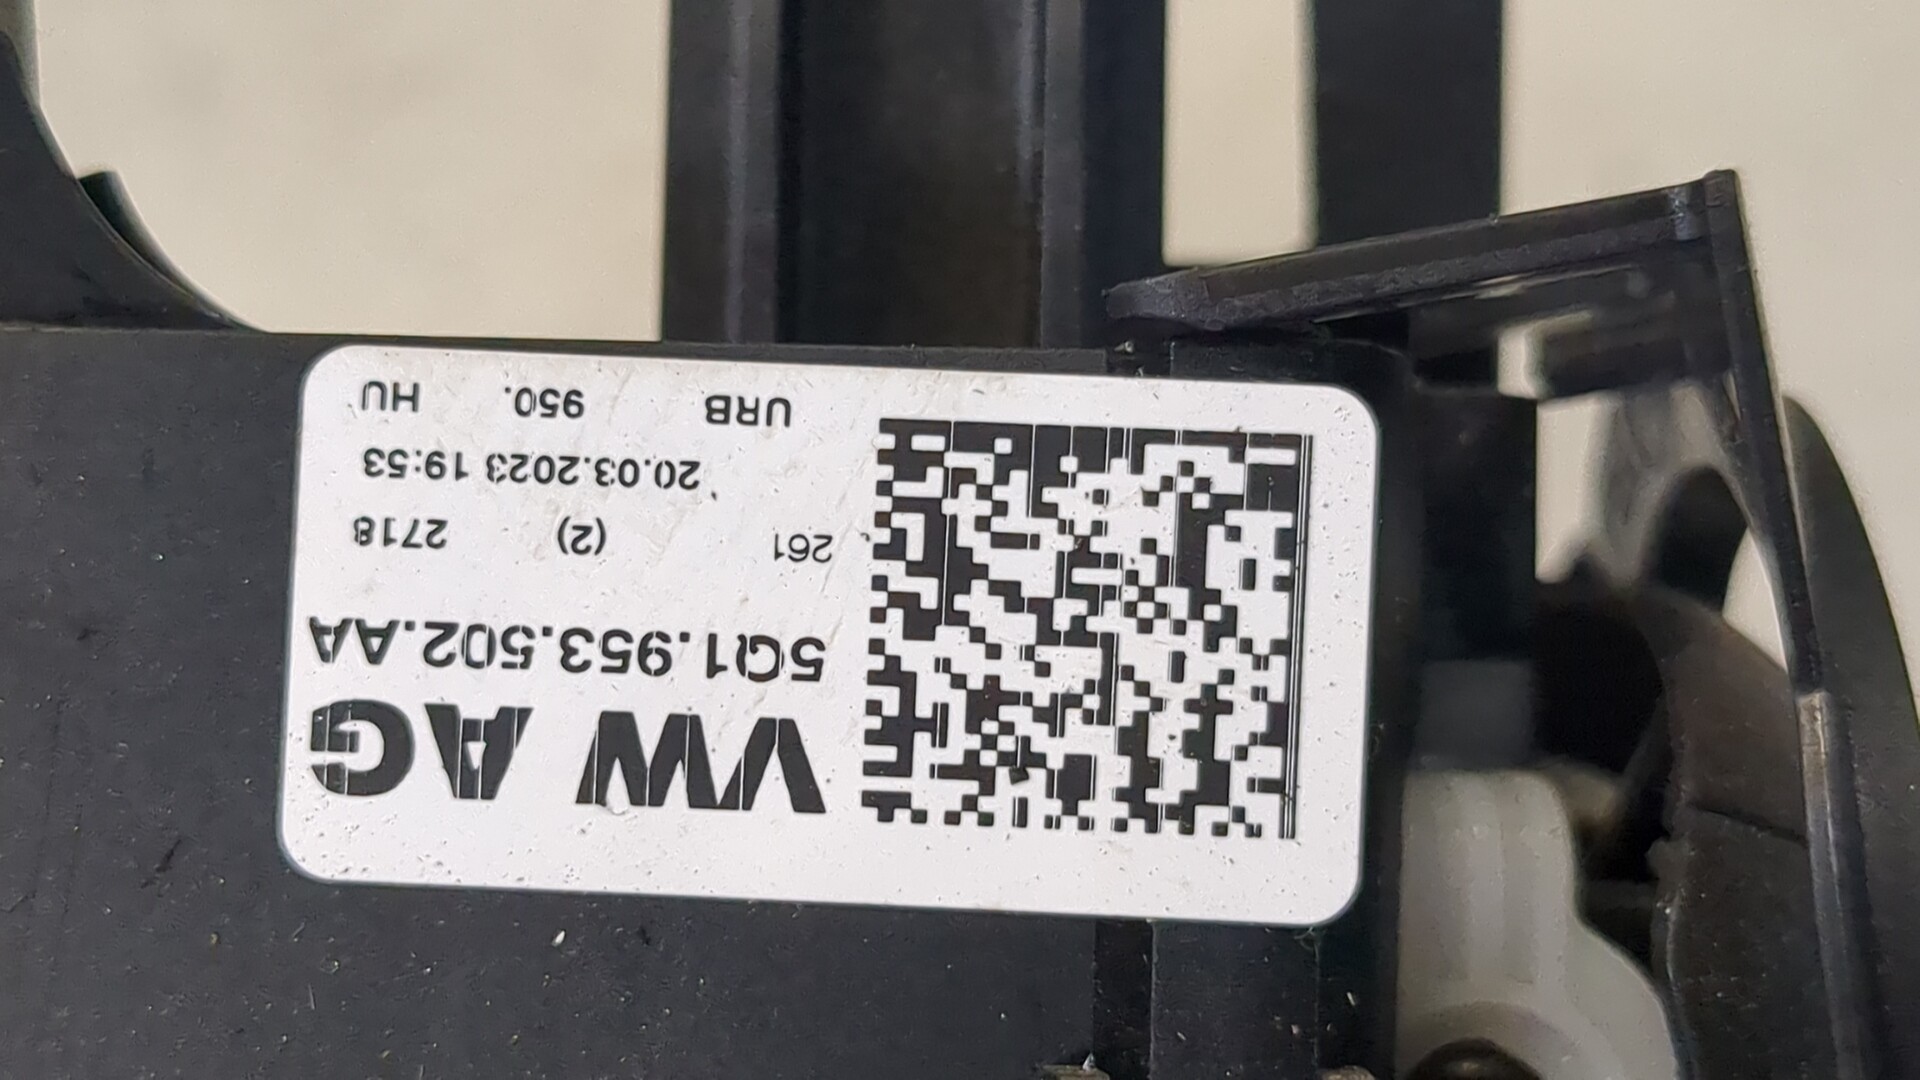 VW AG
5Q1.953.502.AA
261 (2) 2718
20.03.2023 19:53
URB 950. HU